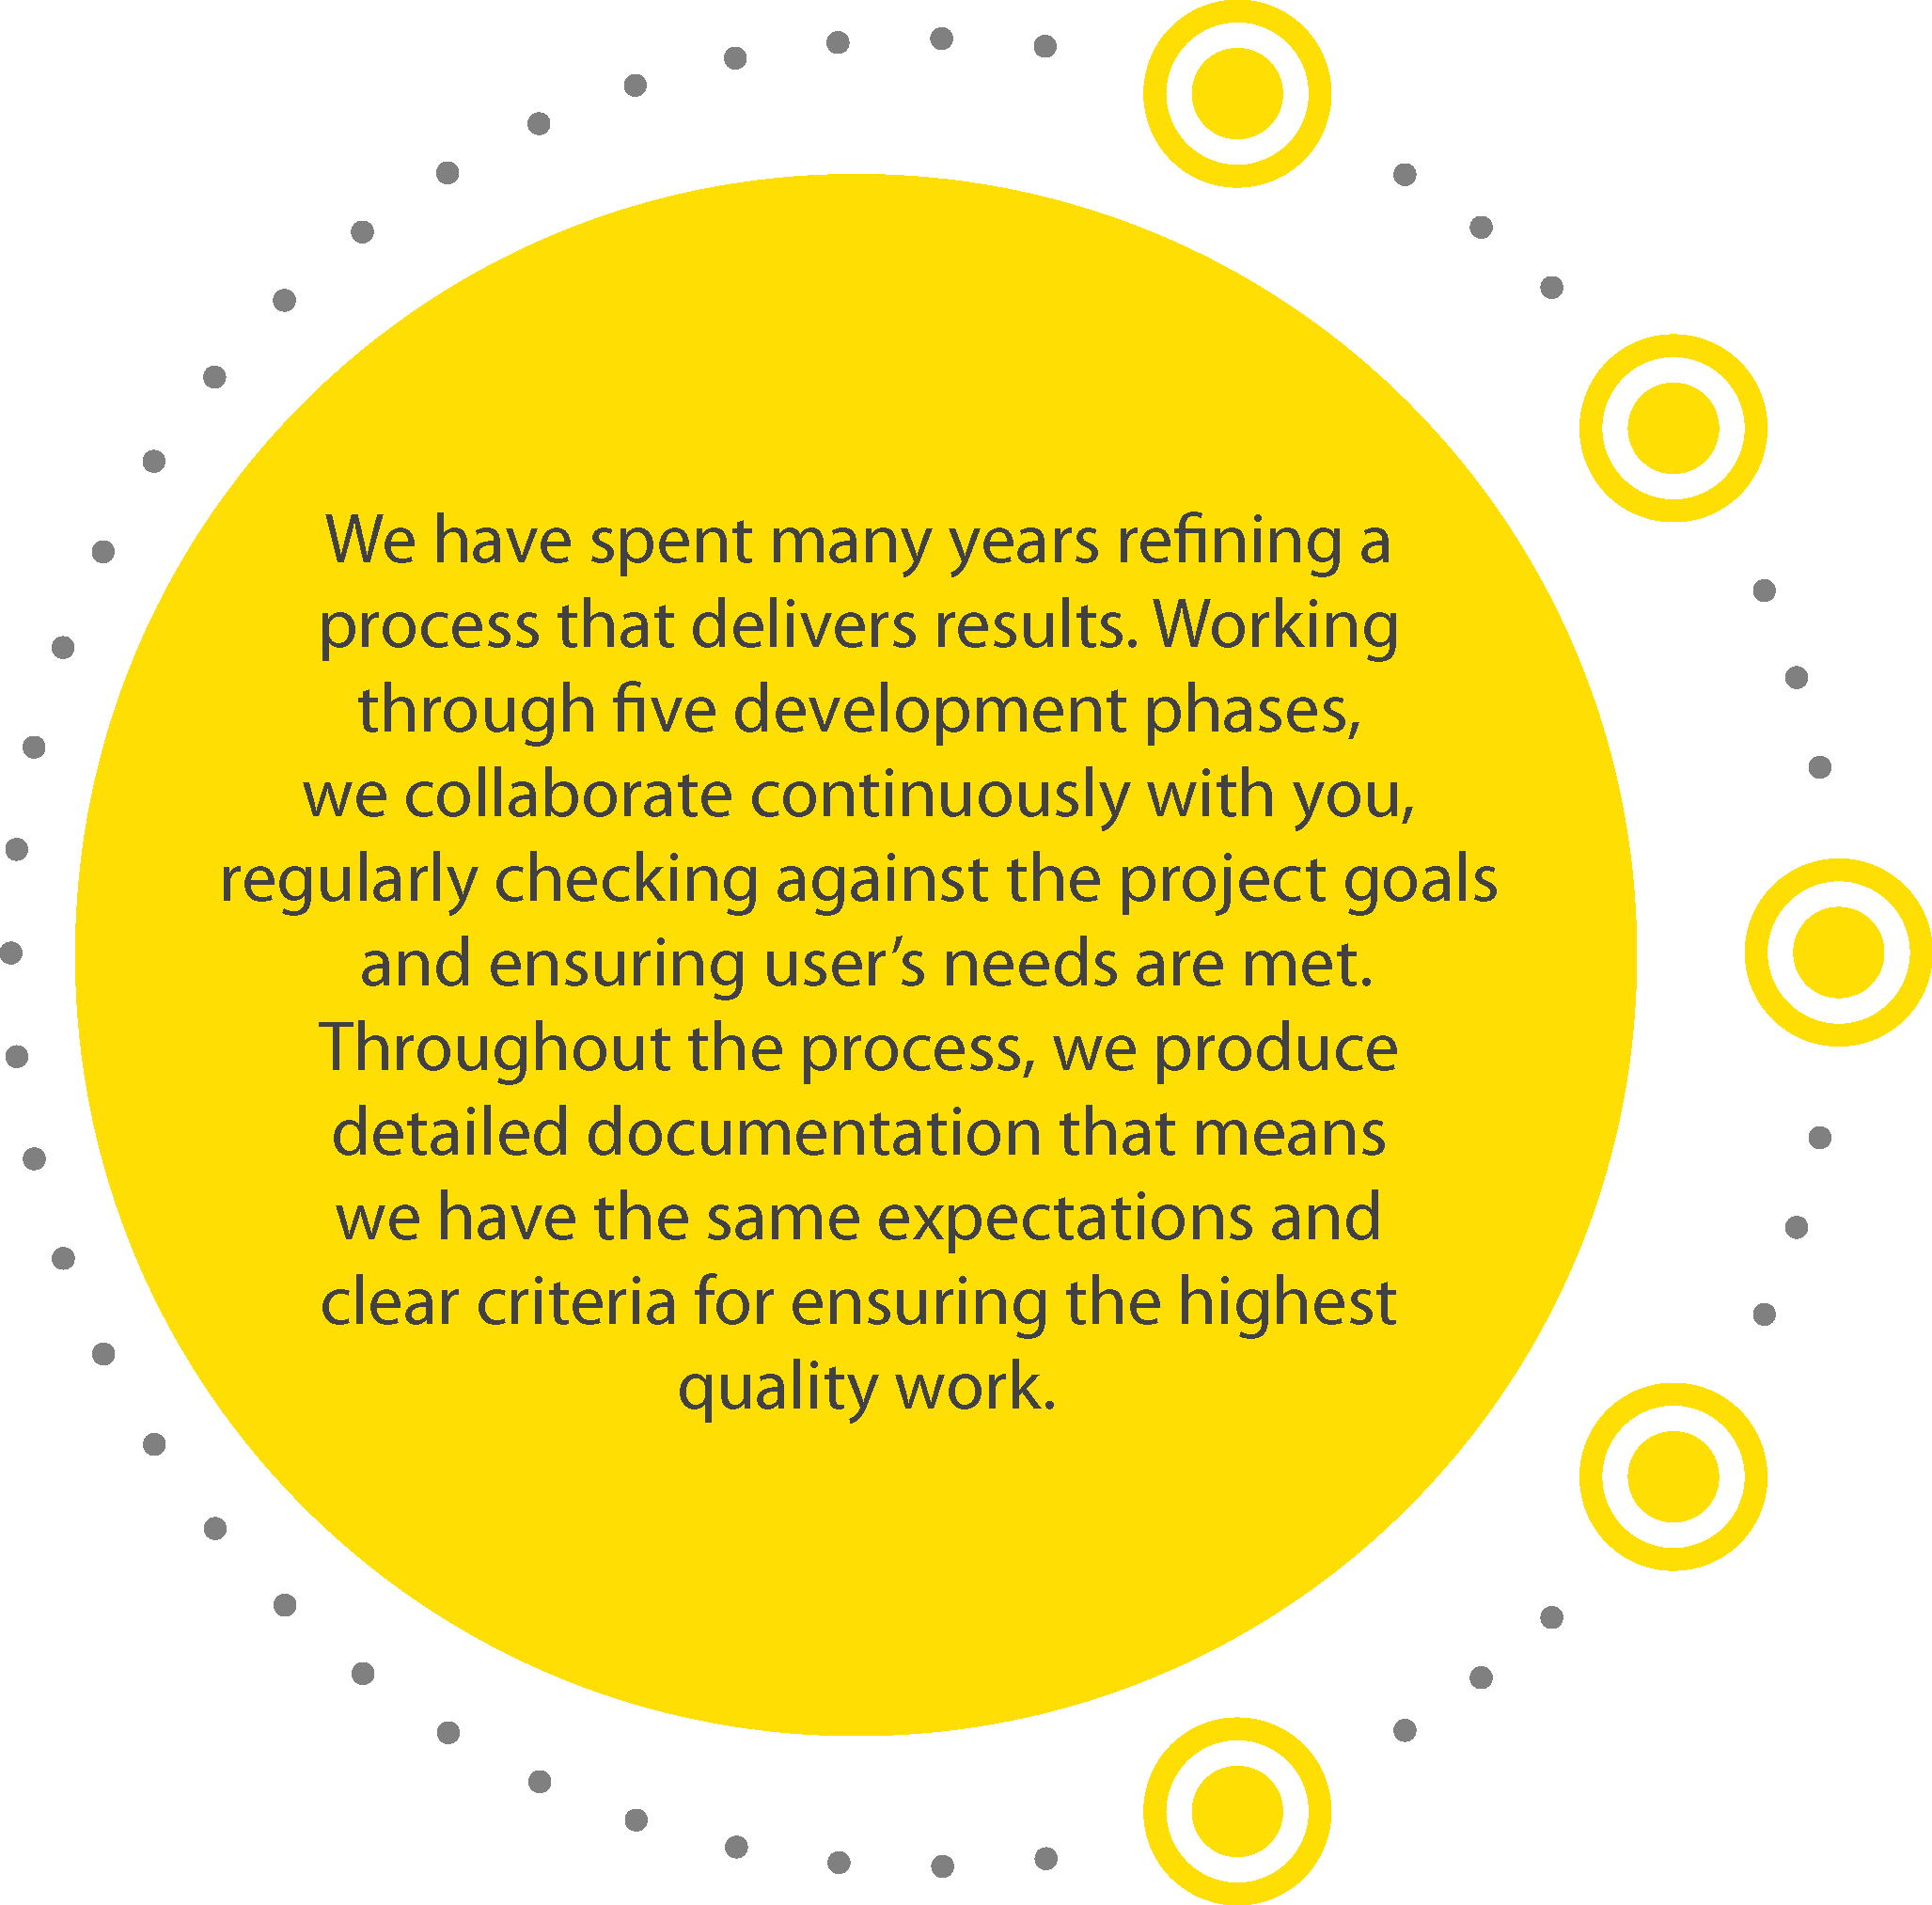 We have spent many years refining a
process that delivers results. Working
through five development phases,
we collaborate continuously with you,
regularly checking against the project goals
and ensuring user’s needs are met.
Throughout the process, we produce
detailed documentation that means
we have the same expectations and
clear criteria for ensuring the highest
quality work.